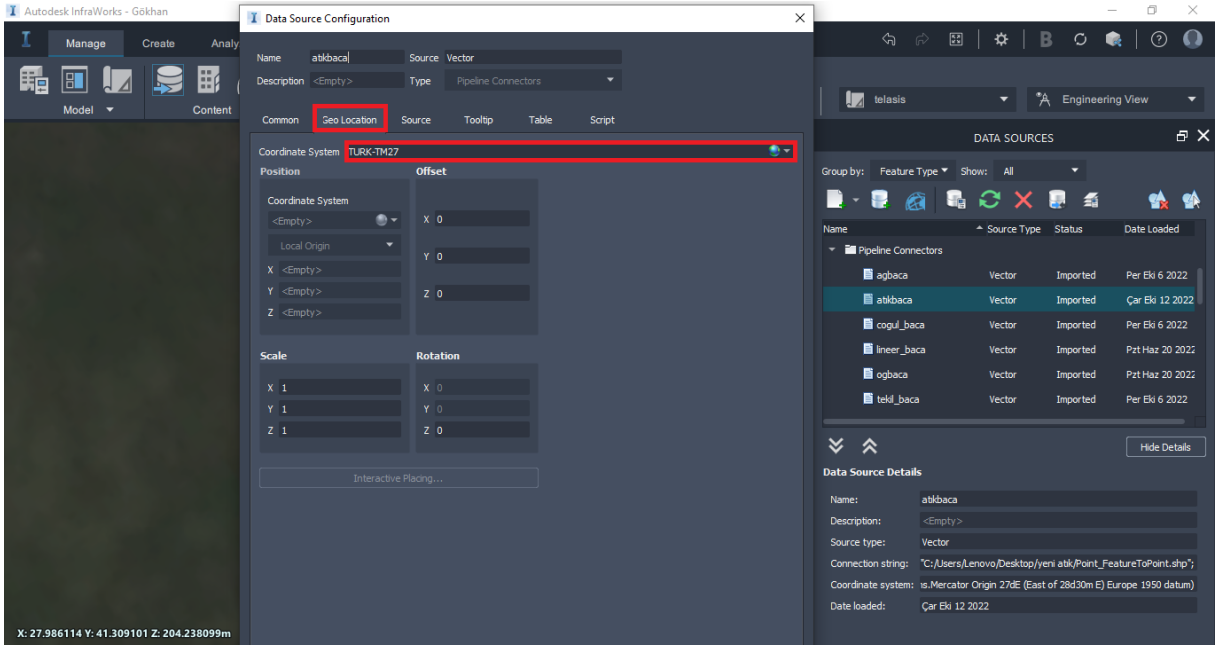 Autodesk InfraWorks - Gökhan
Manage Create Analy
Model Content
Data Source Configuration
Name atıkbaca Source Vector
Description <Empty> Type Pipeline Connectors
Common Geo Location Source Tooltip Table Script
Coordinate System TURK-TM27
Position Offset
Coordinate System
<Empty>
X 0
Local Origin
Y 0
X <Empty>
Y <Empty>
Z 0
Z <Empty>
Scale Rotation
X 1 X 0
Y 1 Y 0
Z 1 Z 0
Interactive Placing...
X: 27.986114 Y: 41.309101 Z: 204.238099m
telasis Engineering View
DATA SOURCES
Group by: Feature Type Show: All
Name Source Type Status Date Loaded
Pipeline Connectors
agbaca Vector Imported Per Eki 6 2022
atıkbaca Vector Imported Çar Eki 12 2022
cogul_baca Vector Imported Per Eki 6 2022
lineer_baca Vector Imported Pzt Haz 20 2022
ogbaca Vector Imported Pzt Haz 20 2022
tekil_baca Vector Imported Per Eki 6 2022
Hide Details
Data Source Details
Name: atıkbaca
Description: <Empty>
Source type: Vector
Connection string: "C:/Users/Lenovo/Desktop/yeni atik/Point_FeatureToPoint.shp";
Coordinate system: ns.Mercator Origin 27dE (East of 28d30m E) Europe 1950 datum)
Date loaded: Çar Eki 12 2022